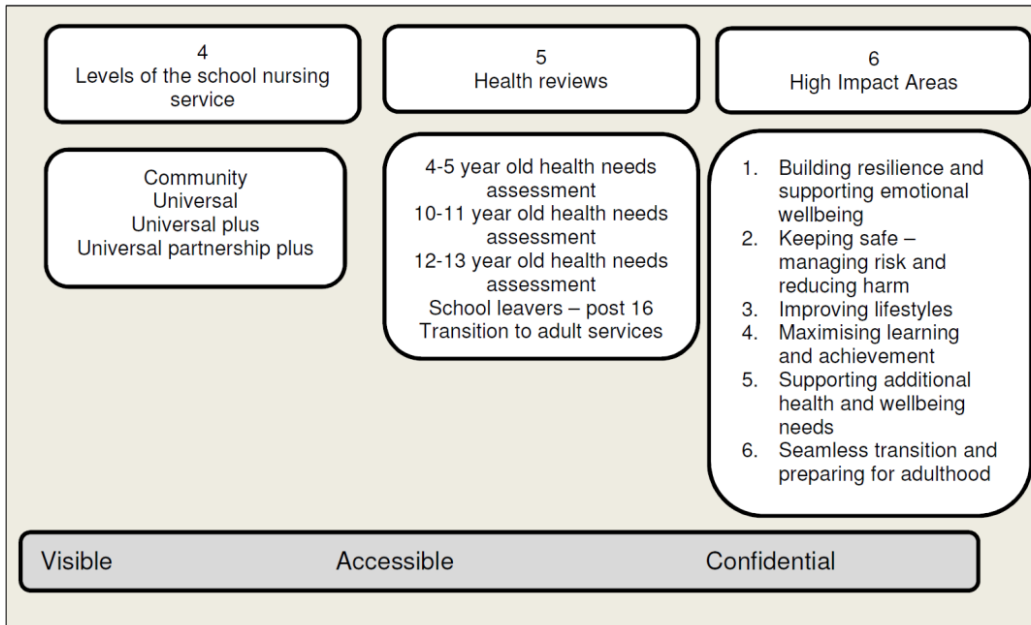 4
Levels of the school nursing
service
5
Health reviews
6
High Impact Areas
Community
Universal
Universal plus
Universal partnership plus
4-5 year old health needs
assessment
10-11 year old health needs
assessment
12-13 year old health needs
assessment
School leavers – post 16
Transition to adult services
1. Building resilience and
supporting emotional
wellbeing
2. Keeping safe –
managing risk and
reducing harm
3. Improving lifestyles
4. Maximising learning
and achievement
5. Supporting additional
health and wellbeing
needs
6. Seamless transition and
preparing for adulthood
Visible Accessible Confidential